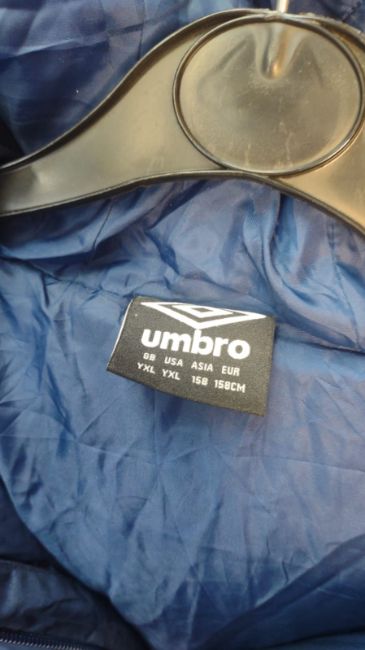 umbro
GB USA ASIA EUR
YXL YXL 158 158CM